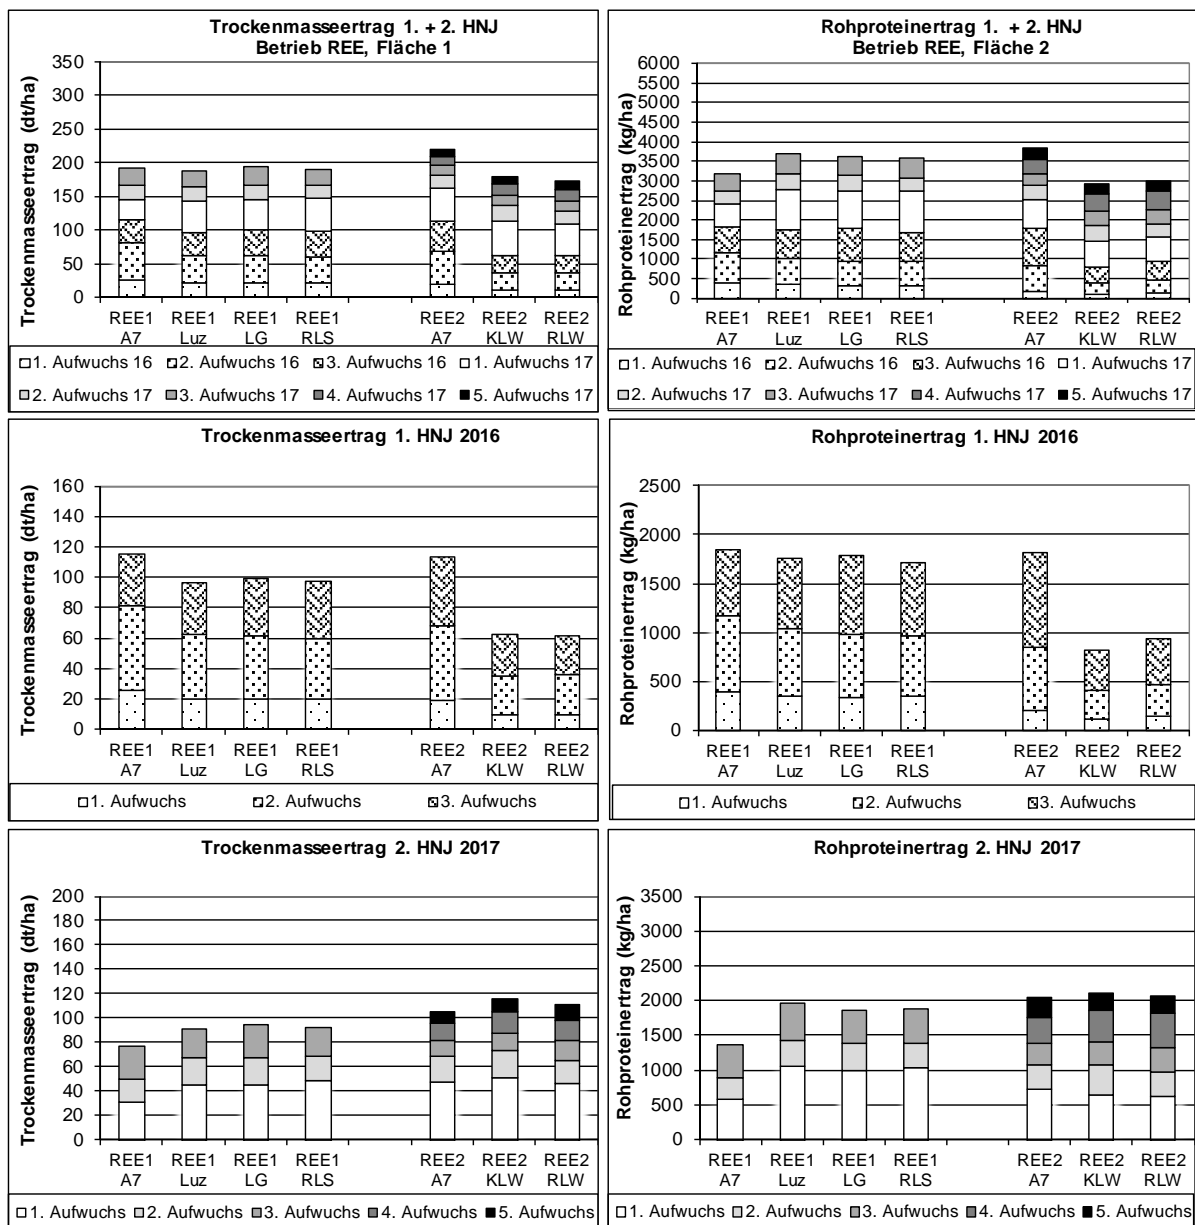 Trockenmasseertrag 1. + 2. HNJ
Betrieb REE, Fläche 1
Trockenmasseertrag (dt/ha)
350
300
250
200
150
100
50
0
REE1 REE1 REE1 REE1 REE2 REE2 REE2
A7 Luz LG RLS A7 KLW RLW
1. Aufwuchs 16 2. Aufwuchs 16 3. Aufwuchs 16 1. Aufwuchs 17
2. Aufwuchs 17 3. Aufwuchs 17 4. Aufwuchs 17 5. Aufwuchs 17
Rohproteinertrag 1. + 2. HNJ
Betrieb REE, Fläche 2
Rohproteinertrag (kg/ha)
6000
5500
5000
4500
4000
3500
3000
2500
2000
1500
1000
500
0
REE1 REE1 REE1 REE1 REE2 REE2 REE2
A7 Luz LG RLS A7 KLW RLW
1. Aufwuchs 16 2. Aufwuchs 16 3. Aufwuchs 16 1. Aufwuchs 17
2. Aufwuchs 17 3. Aufwuchs 17 4. Aufwuchs 17 5. Aufwuchs 17
Trockenmasseertrag 1. HNJ 2016
Trockenmasseertrag (dt/ha)
160
140
120
100
80
60
40
20
0
REE1 REE1 REE1 REE1 REE2 REE2 REE2
A7 Luz LG RLS A7 KLW RLW
1. Aufwuchs 2. Aufwuchs 3. Aufwuchs
Rohproteinertrag 1. HNJ 2016
Rohproteinertrag (kg/ha)
2500
2000
1500
1000
500
0
REE1 REE1 REE1 REE1 REE2 REE2 REE2
A7 Luz LG RLS A7 KLW RLW
1. Aufwuchs 2. Aufwuchs 3. Aufwuchs
Trockenmasseertrag 2. HNJ 2017
Trockenmasseertrag (dt/ha)
200
180
160
140
120
100
80
60
40
20
0
REE1 REE1 REE1 REE1 REE2 REE2 REE2
A7 Luz LG RLS A7 KLW RLW
1. Aufwuchs 2. Aufwuchs 3. Aufwuchs 4. Aufwuchs 5. Aufwuchs
Rohproteinertrag 2. HNJ 2017
Rohproteinertrag (kg/ha)
3500
3000
2500
2000
1500
1000
500
0
REE1 REE1 REE1 REE1 REE2 REE2 REE2
A7 Luz LG RLS A7 KLW RLW
1. Aufwuchs 2. Aufwuchs 3. Aufwuchs 4. Aufwuchs 5. Aufwuchs